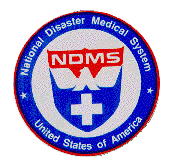 National Disaster Medical System
NDMS
United States of America